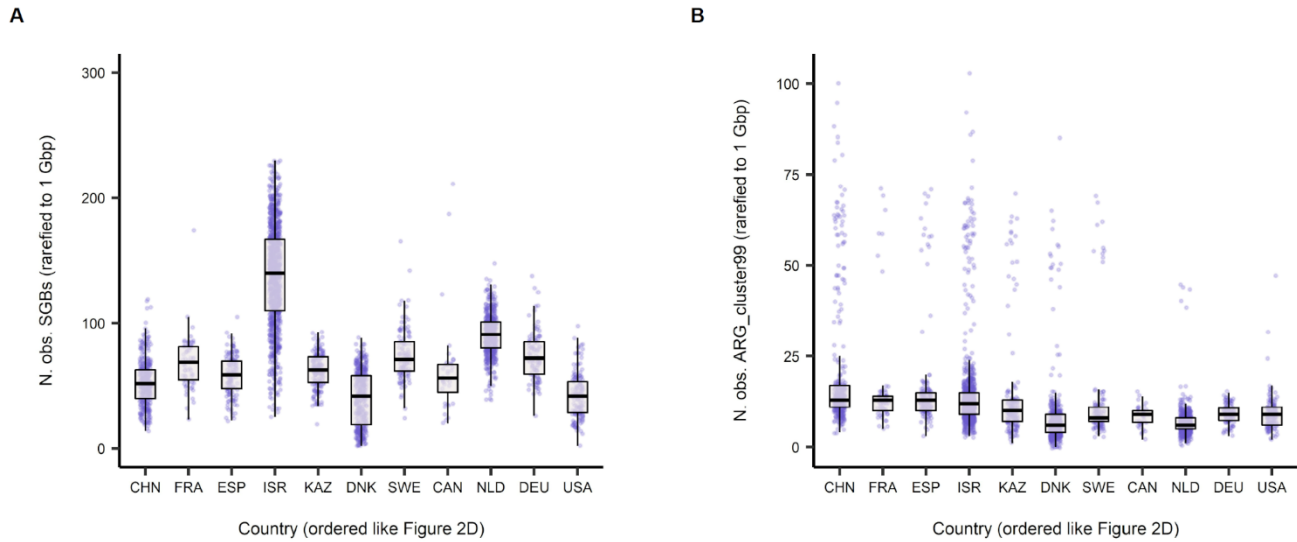 A
N. obs. SGBs (rarefied to 1 Gbp)
300
200
100
0
CHN FRA ESP ISR KAZ DNK SWE CAN NLD DEU USA
Country (ordered like Figure 2D)
B
N. obs. ARG_cluster99 (rarefied to 1 Gbp)
100
75
50
25
0
CHN FRA ESP ISR KAZ DNK SWE CAN NLD DEU USA
Country (ordered like Figure 2D)